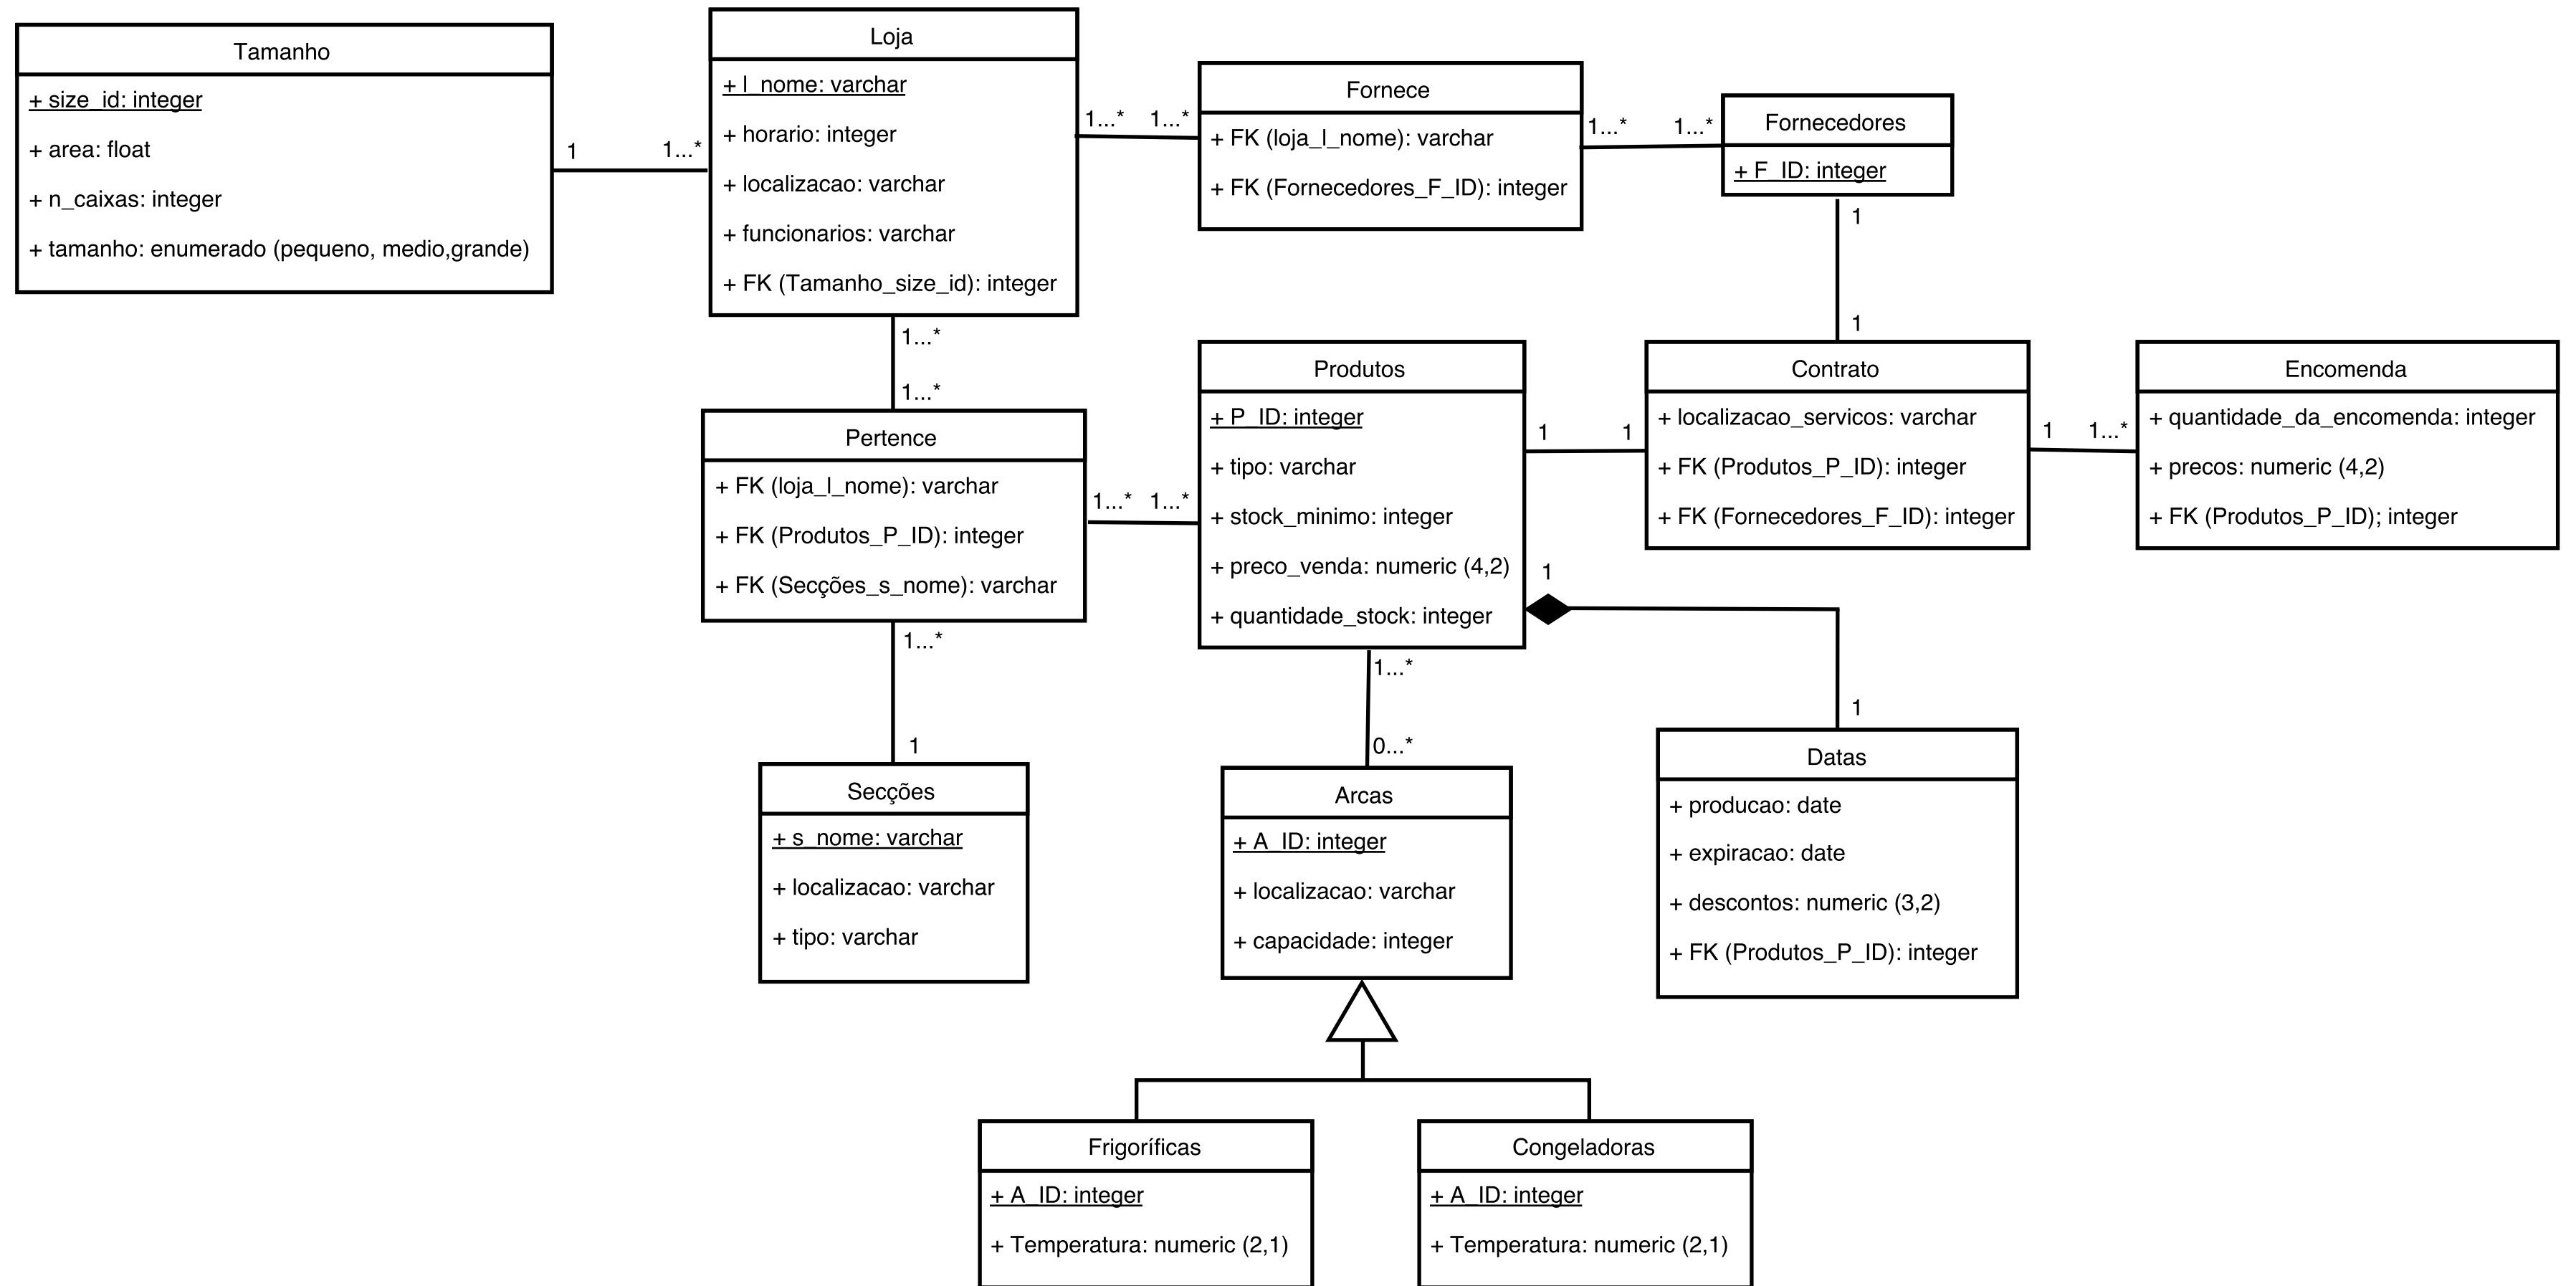 Tamanho
+ size_id: integer
+ area: float
+ n_caixas: integer
+ tamanho: enumerado (pequeno, medio,grande)
1
1...*
Loja
+ l_nome: varchar
+ horario: integer
+ localizacao: varchar
+ funcionarios: varchar
+ FK (Tamanho_size_id): integer
1...*
1...*
Fornece
+ FK (loja_l_nome): varchar
+ FK (Fornecedores_F_ID): integer
1...*
1...*
Fornecedores
+ F_ID: integer
1
1
1...*
1...*
Pertence
+ FK (loja_l_nome): varchar
+ FK (Produtos_P_ID): integer
+ FK (Secções_s_nome): varchar
1...*
1...*
Produtos
+ P_ID: integer
+ tipo: varchar
+ stock_minimo: integer
+ preco_venda: numeric (4,2)
+ quantidade_stock: integer
1
1
Contrato
+ localizacao_servicos: varchar
+ FK (Produtos_P_ID): integer
+ FK (Fornecedores_F_ID): integer
1
1...*
Encomenda
+ quantidade_da_encomenda: integer
+ precos: numeric (4,2)
+ FK (Produtos_P_ID); integer
1
1
1...*
1
1...*
0...*
Secções
+ s_nome: varchar
+ localizacao: varchar
+ tipo: varchar
Arcas
+ A_ID: integer
+ localizacao: varchar
+ capacidade: integer
Datas
+ producao: date
+ expiracao: date
+ descontos: numeric (3,2)
+ FK (Produtos_P_ID): integer
Frigoríficas
+ A_ID: integer
+ Temperatura: numeric (2,1)
Congeladoras
+ A_ID: integer
+ Temperatura: numeric (2,1)